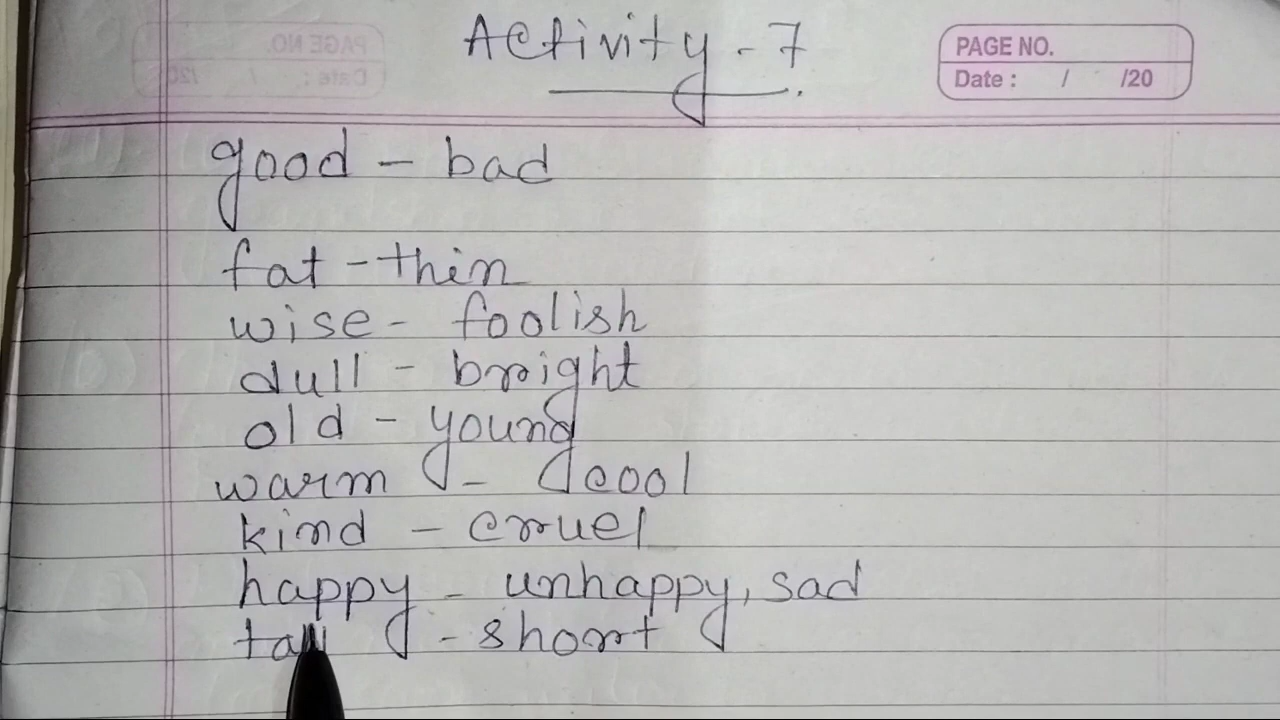 Activity - 7.
PAGE NO.
Date : / /20
good - bad
fat - thin
wise - foolish
dull - bright
old - young
warm - cool
kind - cruel
happy - unhappy, sad
tall - short